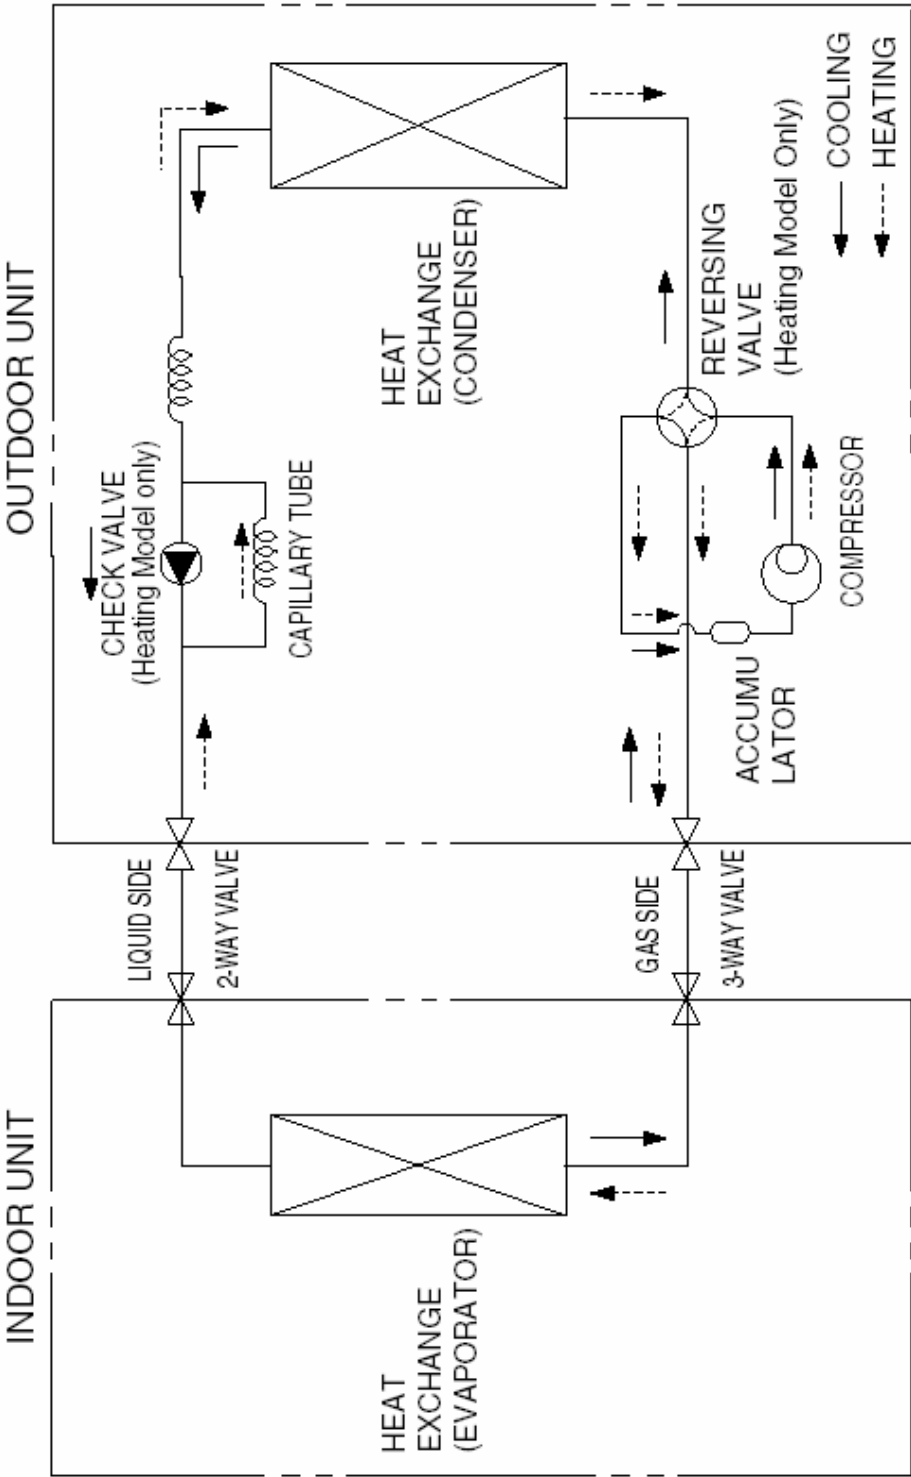 INDOOR UNIT
OUTDOOR UNIT
LIQUID SIDE
2-WAY VALVE
CHECK VALVE
(Heating Model only)
CAPILLARY TUBE
HEAT
EXCHANGE
(EVAPORATOR)
HEAT
EXCHANGE
(CONDENSER)
GAS SIDE
3-WAY VALVE
ACCUMU
LATOR
COMPRESSOR
REVERSING
VALVE
(Heating Model Only)
COOLING
HEATING